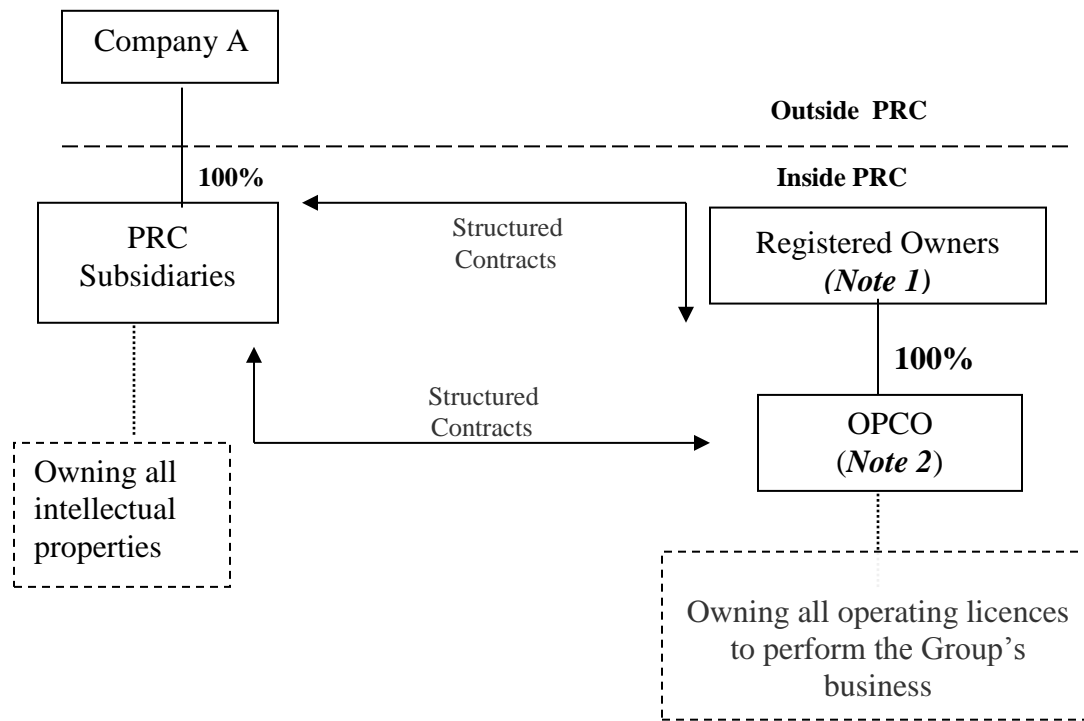 Company A
Outside PRC
100%
Inside PRC
PRC
Subsidiaries
Structured
Contracts
Registered Owners
(Note 1)
100%
Structured
Contracts
OPCO
(Note 2)
Owning all
intellectual
properties
Owning all operating licences
to perform the Group’s
business